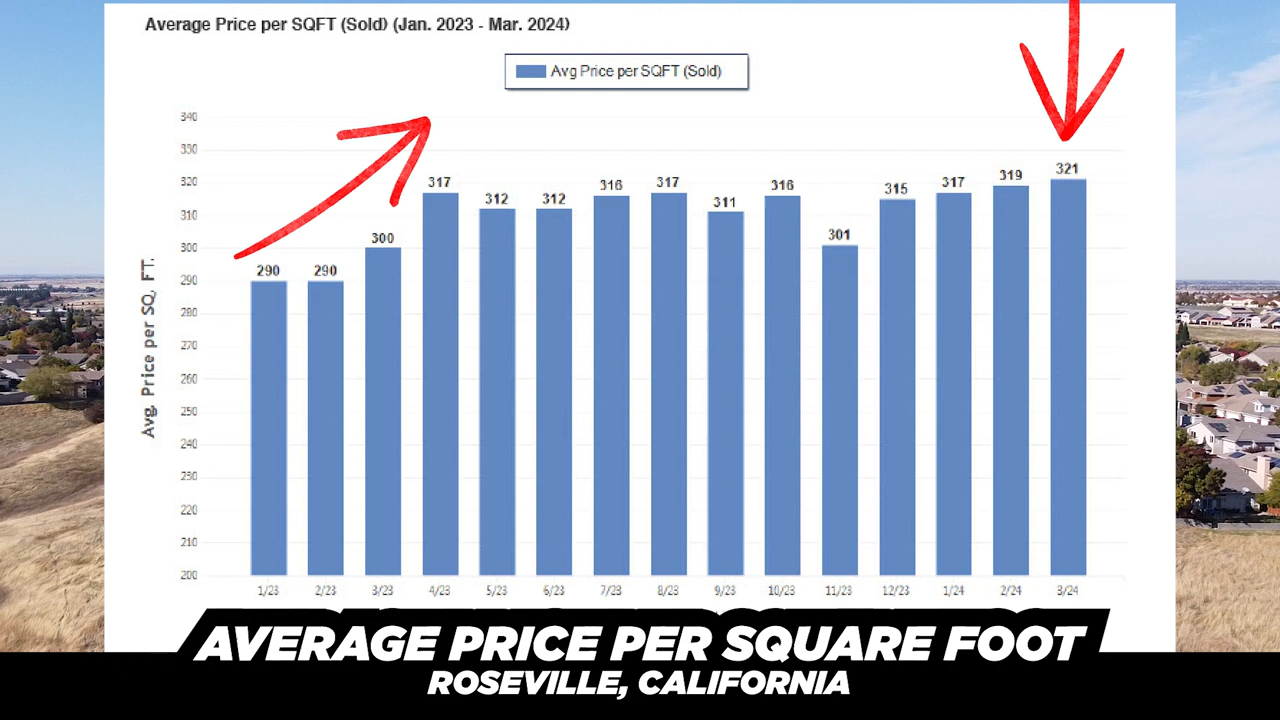 Average Price per SQFT (Sold) (Jan. 2023 - Mar. 2024)
Avg Price per SQFT (Sold)
Avg. Price per SQ, FT.
340
330
320
310
300
290
280
270
260
250
240
230
220
210
200
290 290 300 317 312 312 316 317 311 316 301 315 317 319 321
1/23 2/23 3/23 4/23 5/23 6/23 7/23 8/23 9/23 10/23 11/23 12/23 1/24 2/24 3/24
AVERAGE PRICE PER SQUARE FOOT
ROSEVILLE, CALIFORNIA